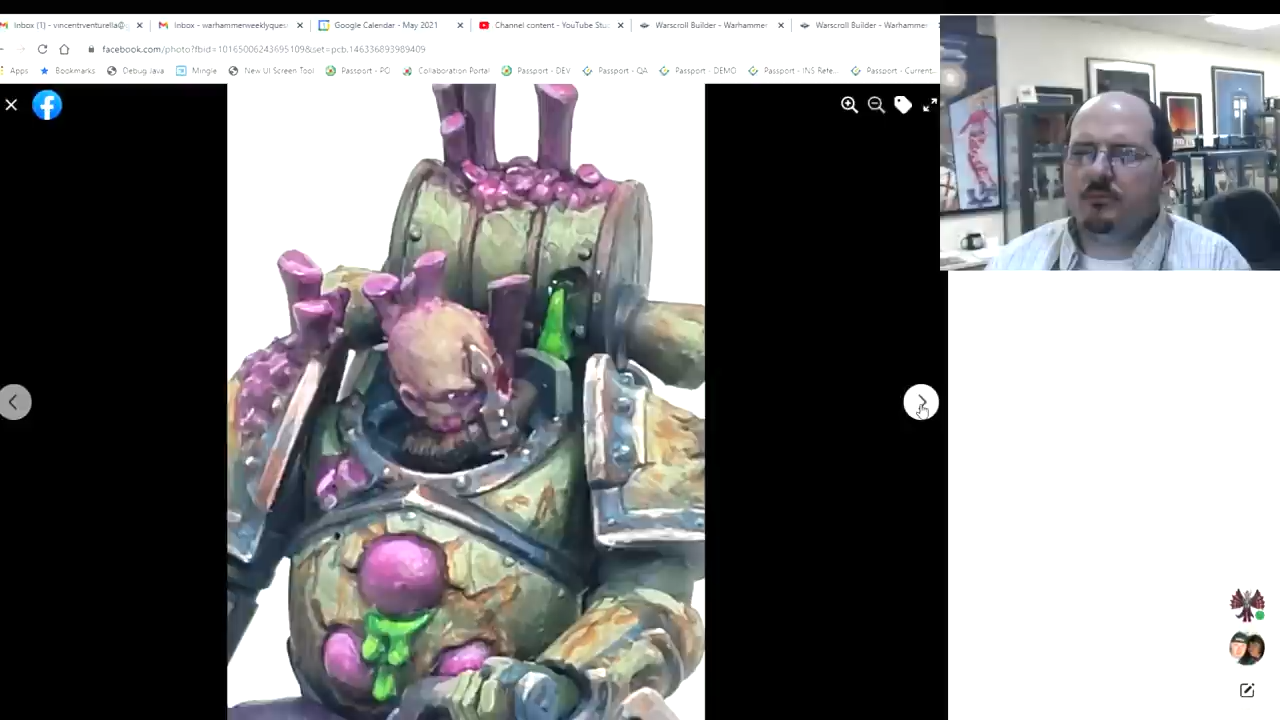 Inbox (1) - vincentrventurella@g
Inbox - warhammerweeklyques
Google Calendar - May 2021
Channel content - YouTube Stu
Warscroll Builder - Warhammer
Warscroll Builder - Warhammer
facebook.com/photo?fbid=10165006243695109&set=pcb.146336893989409
Apps
Bookmarks
Debug Java
Mingle
New UI Screen Tool
Passport - PO
Collaboration Portal
Passport - DEV
Passport - QA
Passport - DEMO
Passport - INS Rete...
Passport - Current...